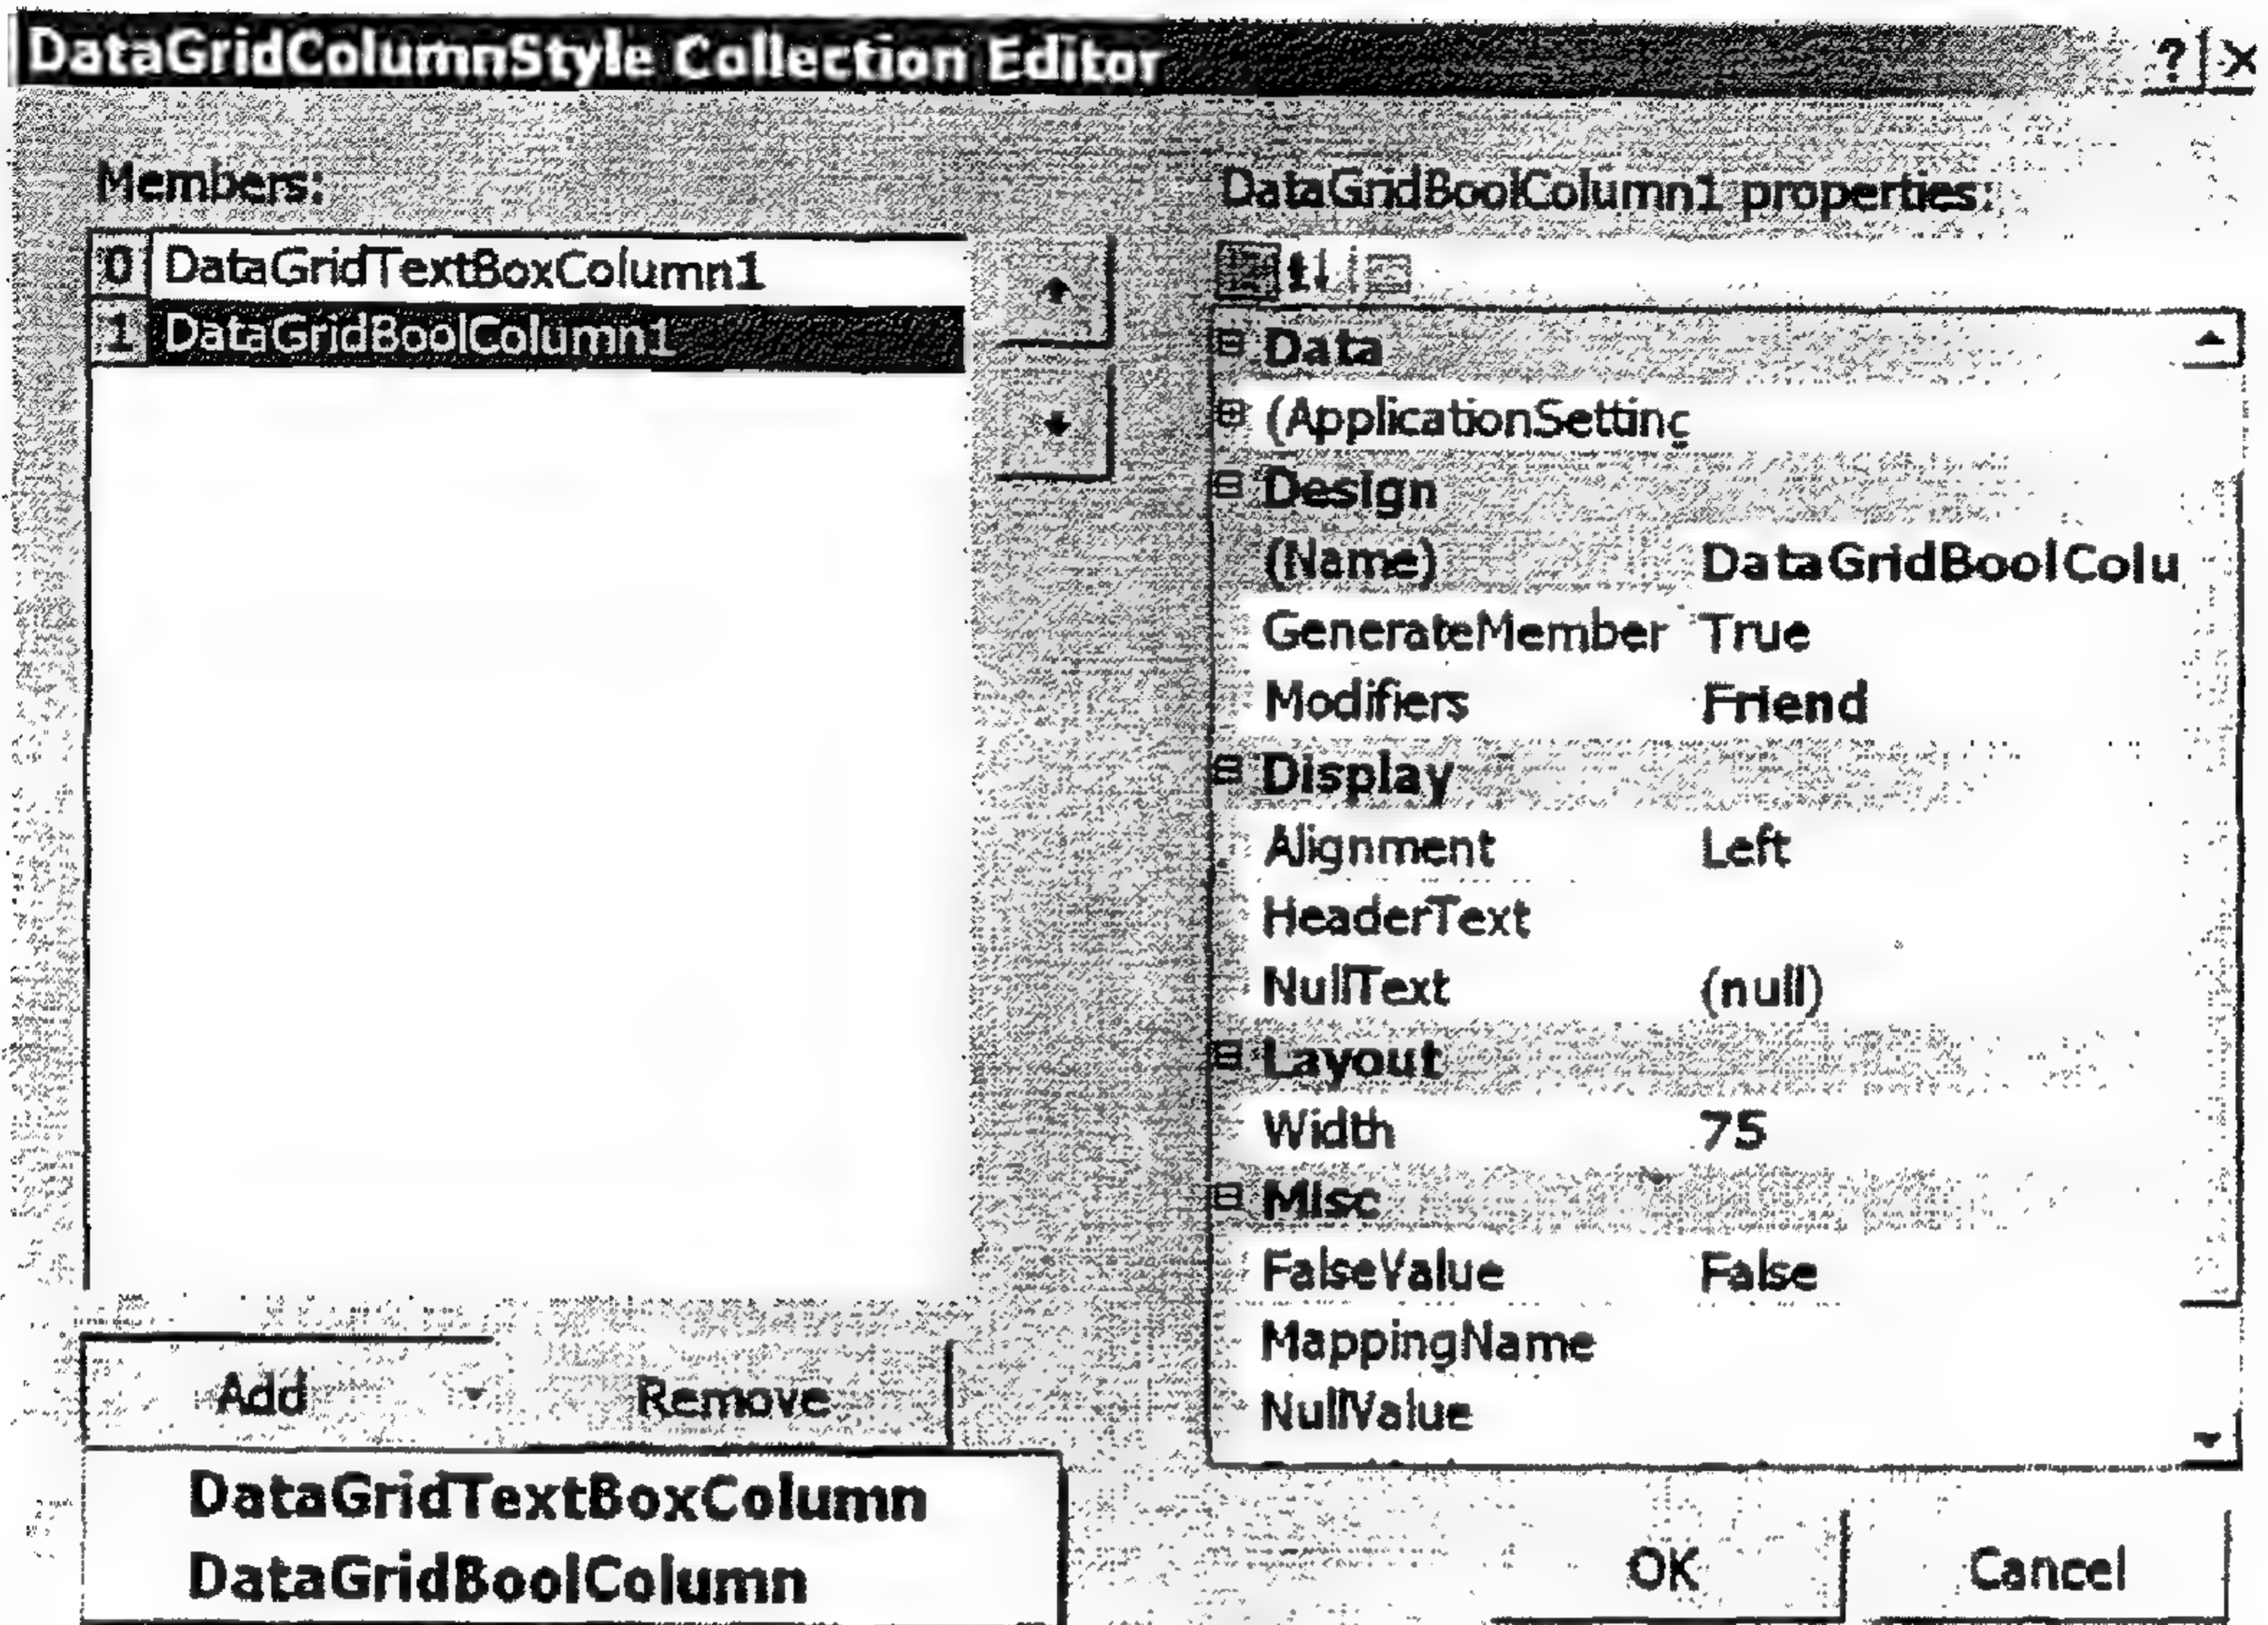 DataGridColumnStyle Collection Editor ? ×
Members:
0 DataGridTextBoxColumn1
1 DataGridBoolColumn1
Add
Remove
DataGridTextBoxColumn
DataGridBoolColumn
DataGridBoolColumn1 properties:
Data
(ApplicationSetting
Design
(Name) DataGridBoolColu
GenerateMember True
Modifiers Friend
Display
Alignment Left
HeaderText
NullText (null)
Layout
Width 75
Misc
FalseValue False
MappingName
NullValue
OK
Cancel